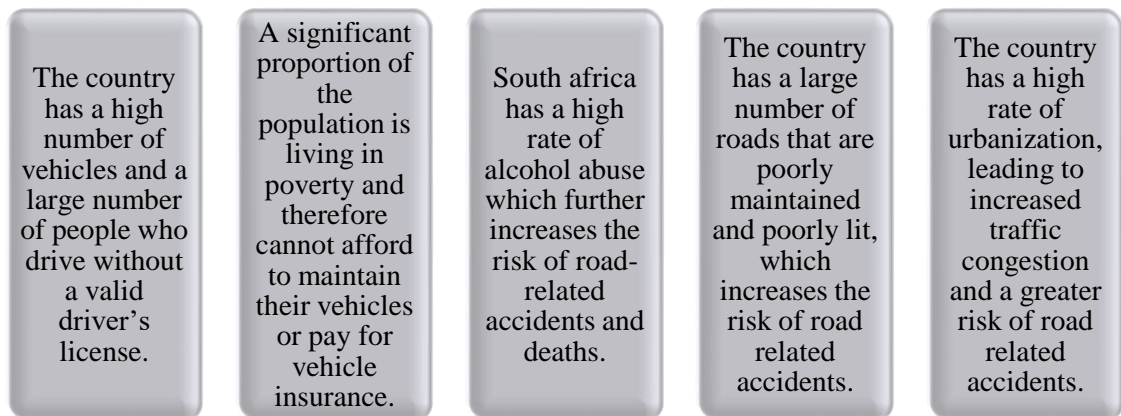 The country
has a high
number of
vehicles and a
large number
of people who
drive without
a valid
driver’s
license.
A significant
proportion of
the
population is
living in
poverty and
therefore
cannot afford
to maintain
their vehicles
or pay for
vehicle
insurance.
South africa
has a high
rate of
alcohol abuse
which further
increases the
risk of road-
related
accidents and
deaths.
The country
has a large
number of
roads that are
poorly
maintained
and poorly lit,
which
increases the
risk of road
related
accidents.
The country
has a high
rate of
urbanization,
leading to
increased
traffic
congestion
and a greater
risk of road
related
accidents.